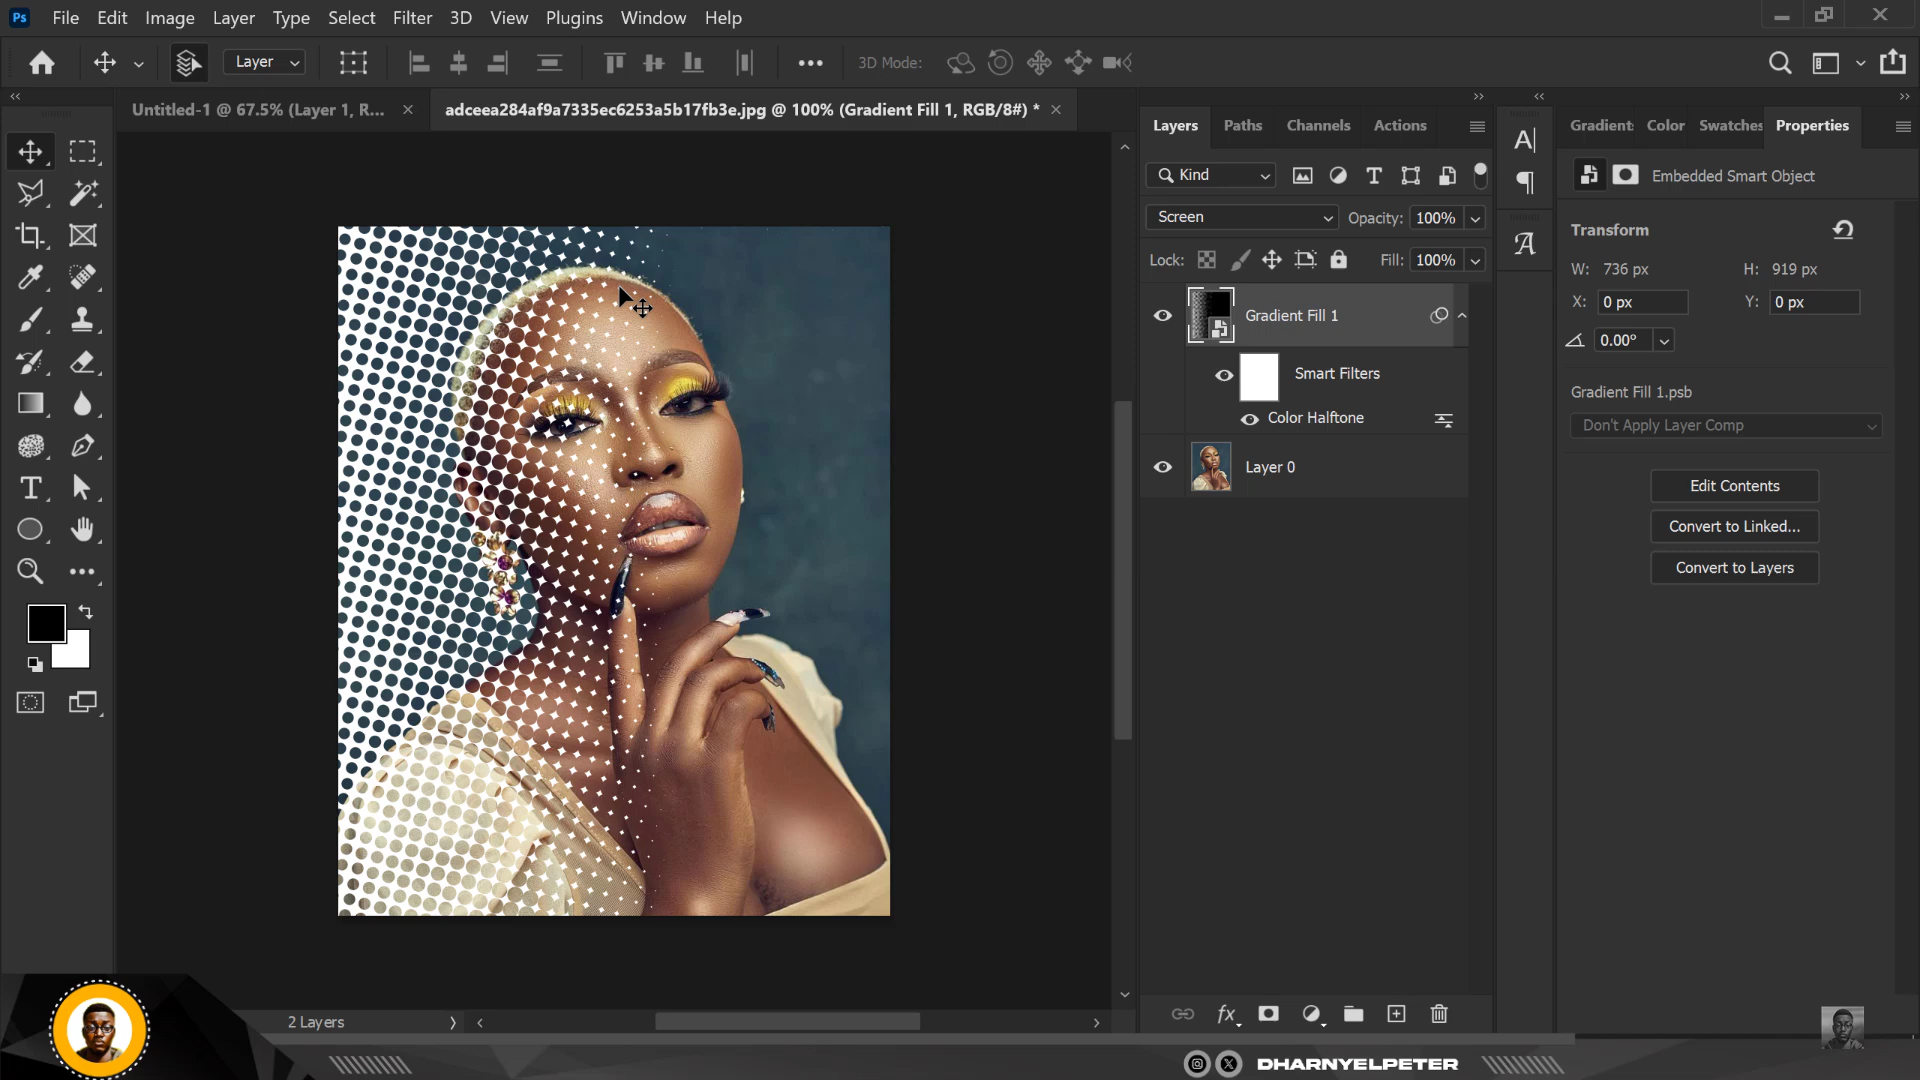 Ps File Edit Image Layer Type Select Filter 3D View Plugins Window Help
Layer 3D Mode:
Untitled-1 @ 67.5% (Layer 1, R... × adceea284af9a7335ec6253a5b17fb3e.jpg @ 100% (Gradient Fill 1, RGB/8#) * ×
Layers Paths Channels Actions
Kind
Screen Opacity: 100%
Lock: Fill: 100%
Gradient Fill 1
Smart Filters
Color Halftone
Layer 0
Gradient Color Swatches Properties
Embedded Smart Object
Transform
W: 736 px H: 919 px
X: 0 px Y: 0 px
0.00°
Gradient Fill 1.psb
Don't Apply Layer Comp
Edit Contents
Convert to Linked...
Convert to Layers
2 Layers
fx
DHARNYELPETER